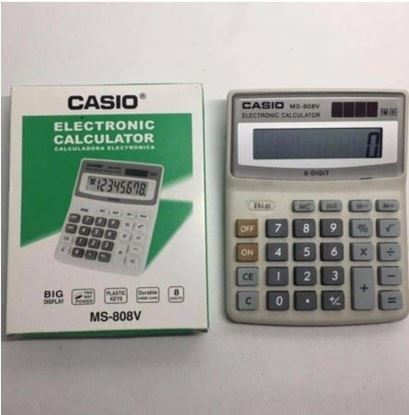 CASIO®
ELECTRONIC
CALCULATOR
CALCULADORA ELECTRONICA
12345678.
BIG
DISPLAY
TWO
WAY
POWER
PLASTIC
KEYS
Durable
metal cover
8
DIGITS
MS-808V
CASIO MS-808V
ELECTRONIC CALCULATOR
0
8 DIGIT
MRC M- M+
OFF 7 8 9 % √
ON 4 5 6 × ÷
CE 1 2 3 + −
C 0 • +/- =